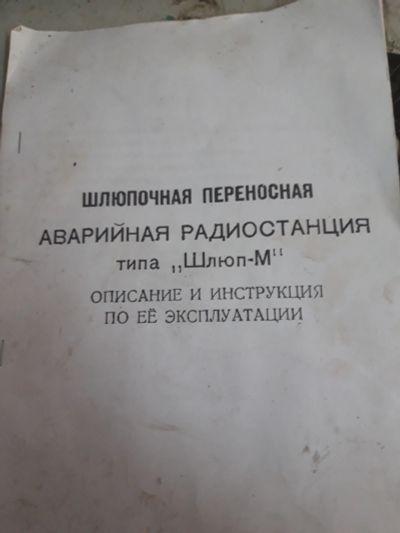 ШЛЮПОЧНАЯ ПЕРЕНОСНАЯ
АВАРИЙНАЯ РАДИОСТАНЦИЯ
типа „Шлюп-М"
ОПИСАНИЕ И ИНСТРУКЦИЯ
ПО ЕЁ ЭКСПЛУАТАЦИИ